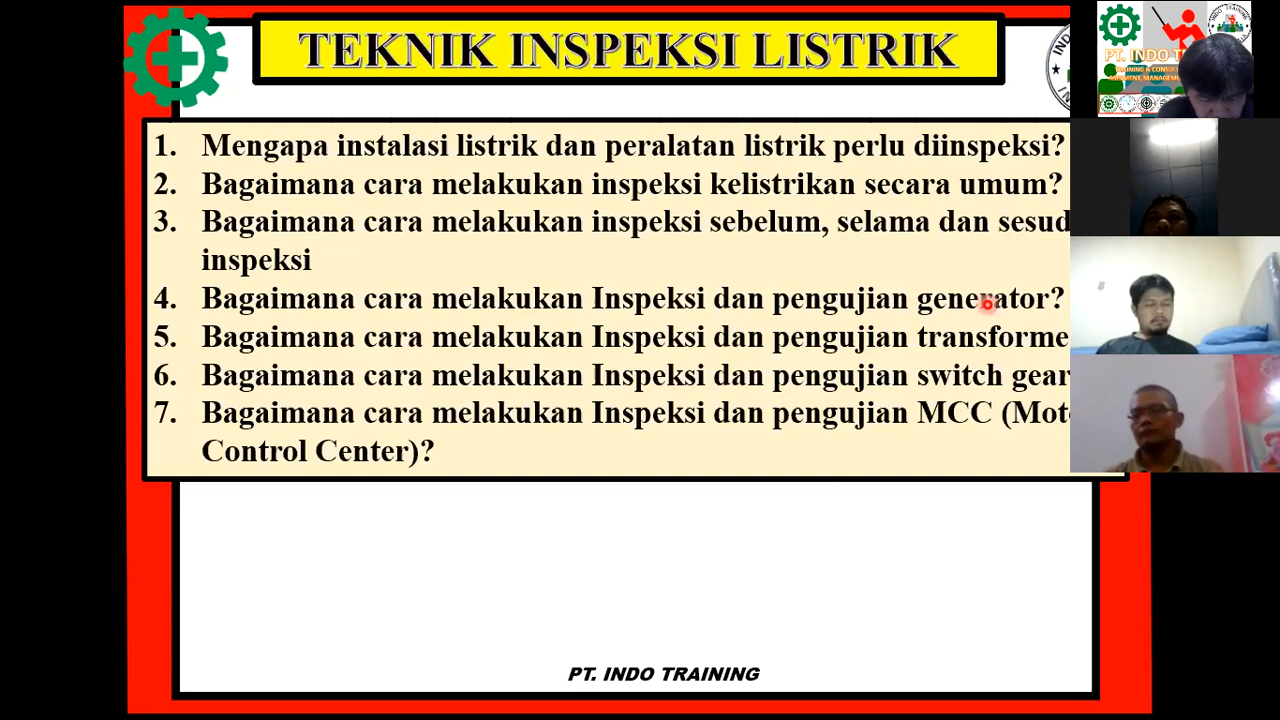 TEKNIK INSPEKSI LISTRIK
1. Mengapa instalasi listrik dan peralatan listrik perlu diinspeksi?
2. Bagaimana cara melakukan inspeksi kelistrikan secara umum?
3. Bagaimana cara melakukan inspeksi sebelum, selama dan
inspeksi
4. Bagaimana cara melakukan Inspeksi dan pengujian generator?
5. Bagaimana cara melakukan Inspeksi dan pengujian
6. Bagaimana cara melakukan Inspeksi dan pengujian switch
7. Bagaimana cara melakukan Inspeksi dan pengujian MCC
Control Center)?
PT. INDO TRAINING
PT. INDO